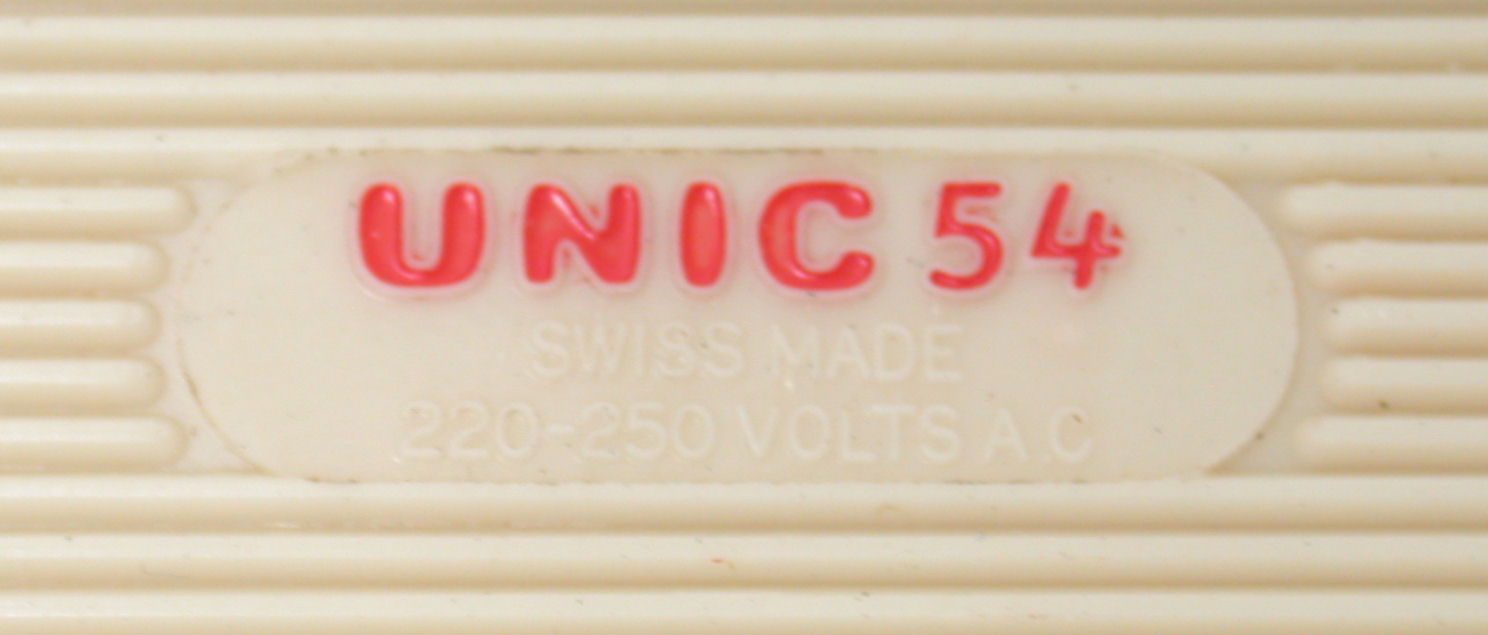 UNIC 54
SWISS MADE
220-250 VOLTS A.C